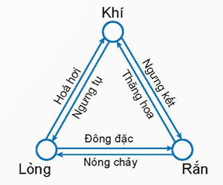 Khí
Hoá hơi
Ngưng tụ
Thăng hoa
Ngưng kết
Đông đặc
Lỏng
Rắn
Nóng chảy